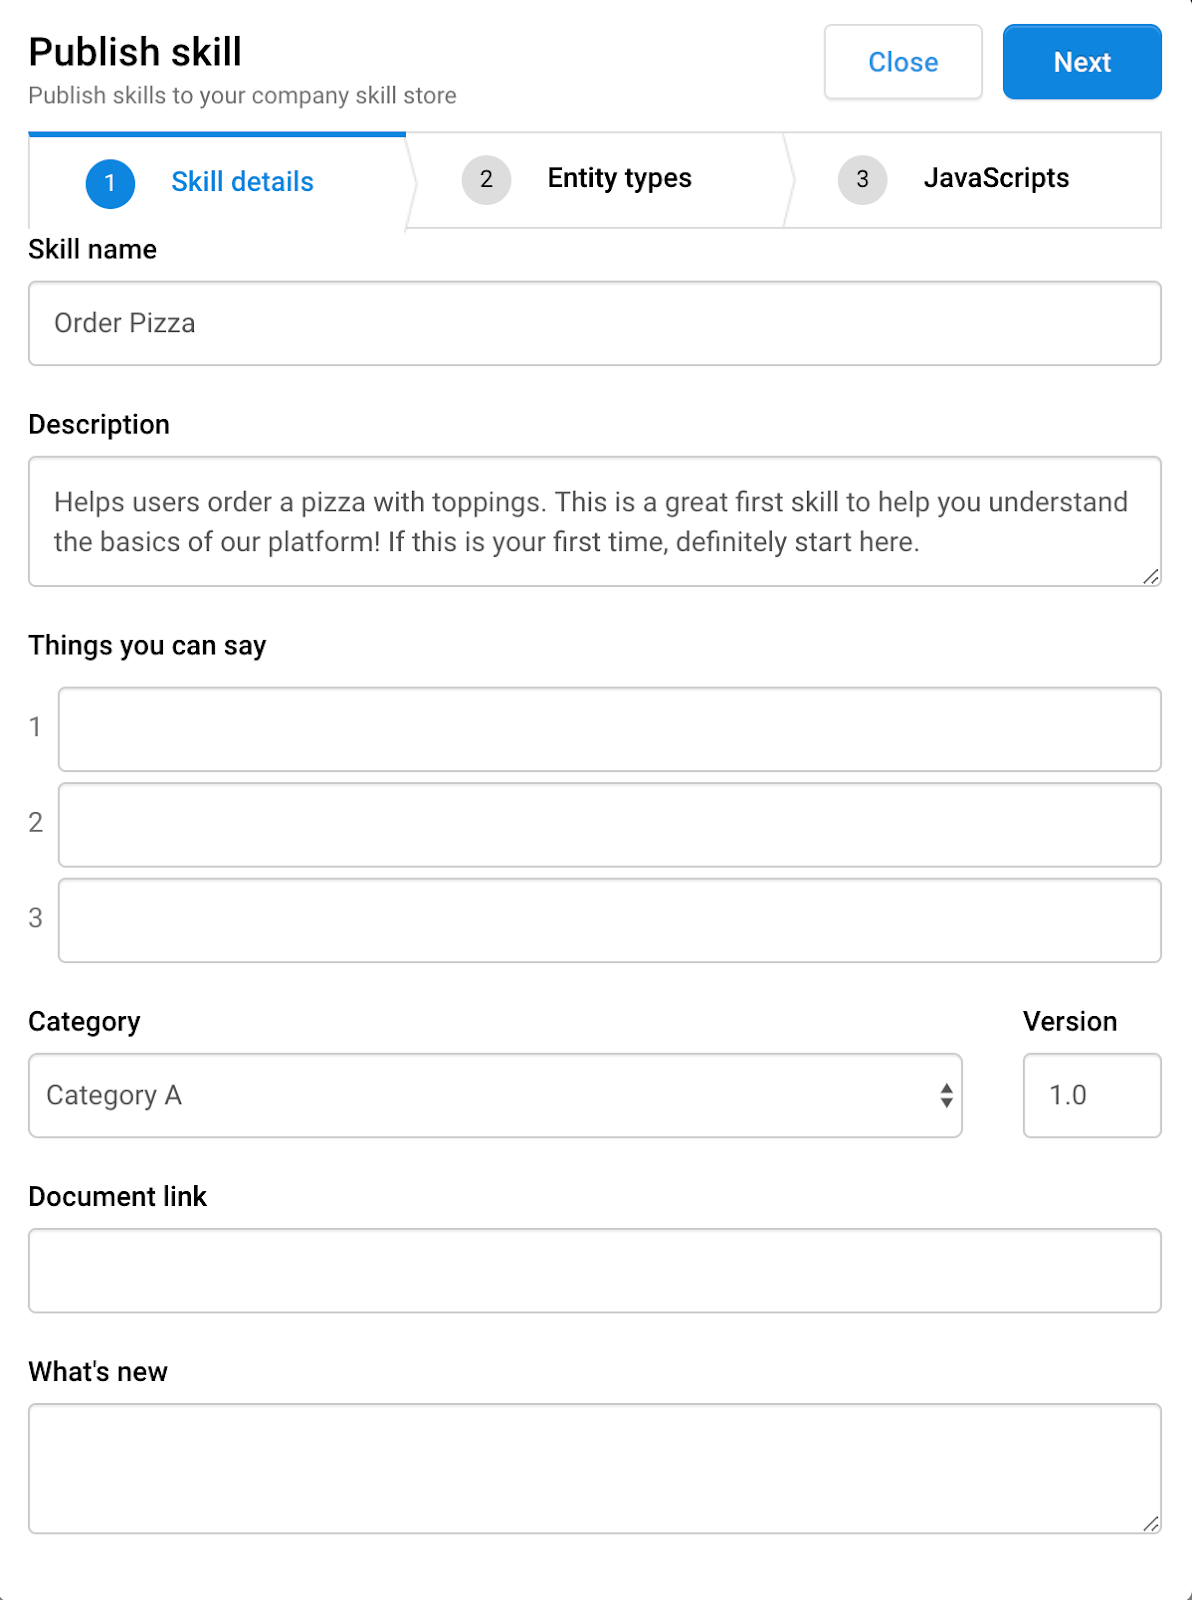 Publish skill
Publish skills to your company skill store
Close
Next
1 Skill details
2 Entity types
3 JavaScripts
Skill name
Order Pizza
Description
Helps users order a pizza with toppings. This is a great first skill to help you understand
the basics of our platform! If this is your first time, definitely start here.
Things you can say
1
2
3
Category
Version
Category A
1.0
Document link
What's new